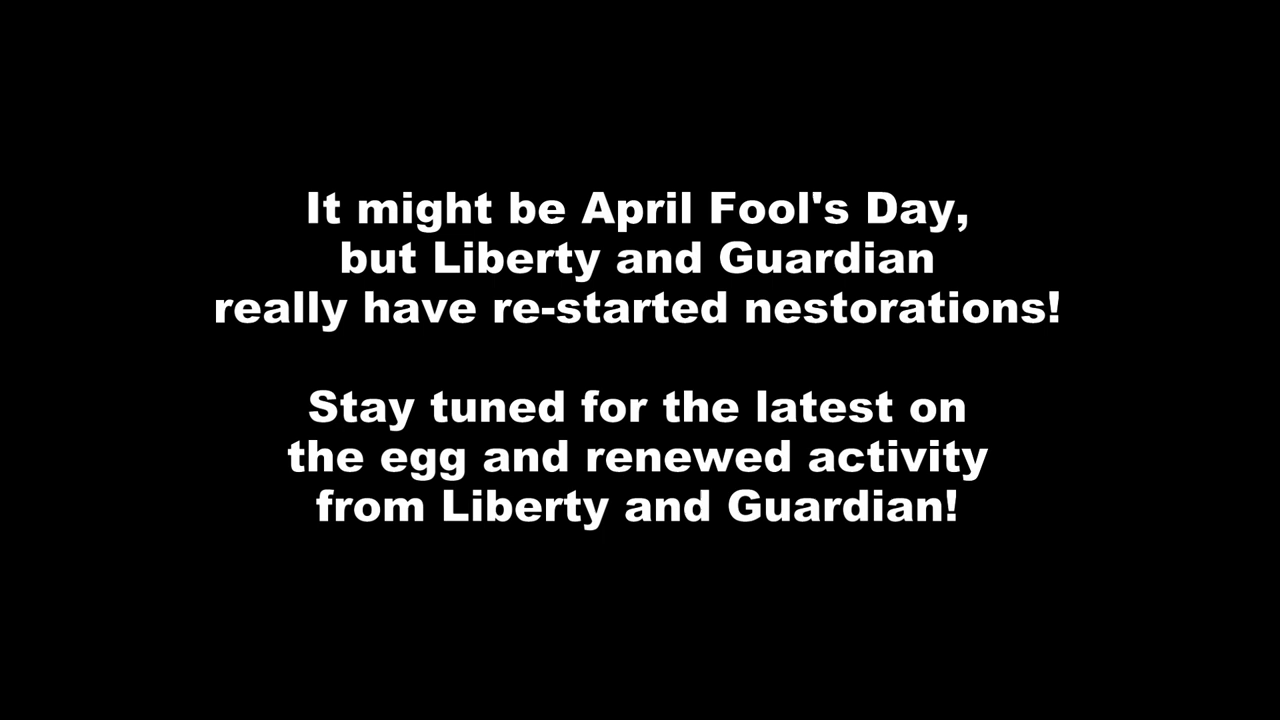 It might be April Fool's Day,
but Liberty and Guardian
really have re-started nestorations!
Stay tuned for the latest on
the egg and renewed activity
from Liberty and Guardian!